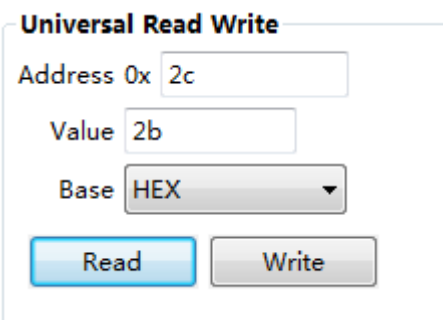 Universal Read Write
Address 0x 2c
Value 2b
Base HEX
Read Write